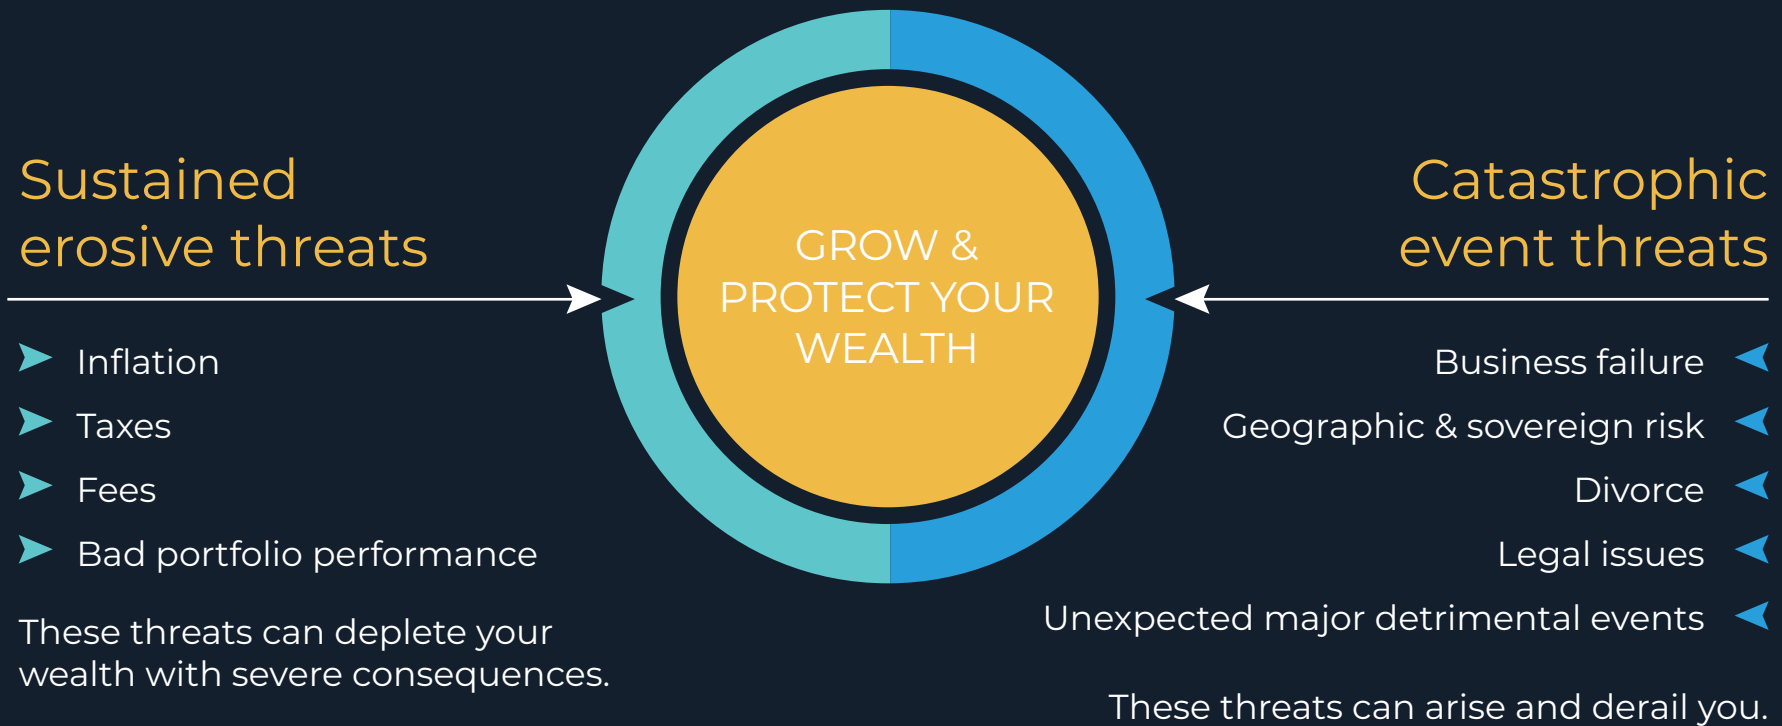 Sustained
erosive threats
Inflation
Taxes
Fees
Bad portfolio performance
These threats can deplete your
wealth with severe consequences.
GROW &
PROTECT YOUR
WEALTH
Catastrophic
event threats
Business failure
Geographic & sovereign risk
Divorce
Legal issues
Unexpected major detrimental events
These threats can arise and derail you.